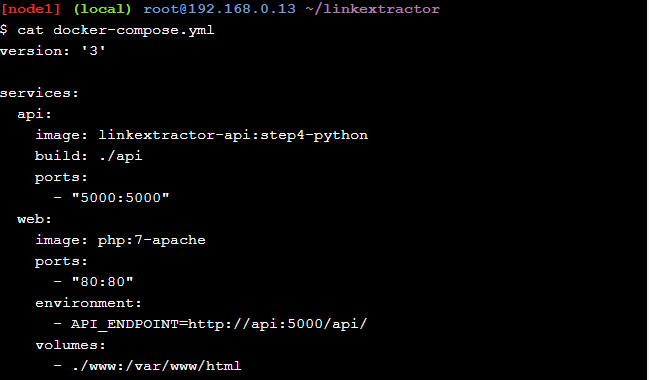 [node1] (local) root@192.168.0.13 ~/linkextractor
$ cat docker-compose.yml
version: '3'

services:
  api:
    image: linkextractor-api:step4-python
    build: ./api
    ports:
      - "5000:5000"
  web:
    image: php:7-apache
    ports:
      - "80:80"
    environment:
      - API_ENDPOINT=http://api:5000/api/
    volumes:
      - ./www:/var/www/html